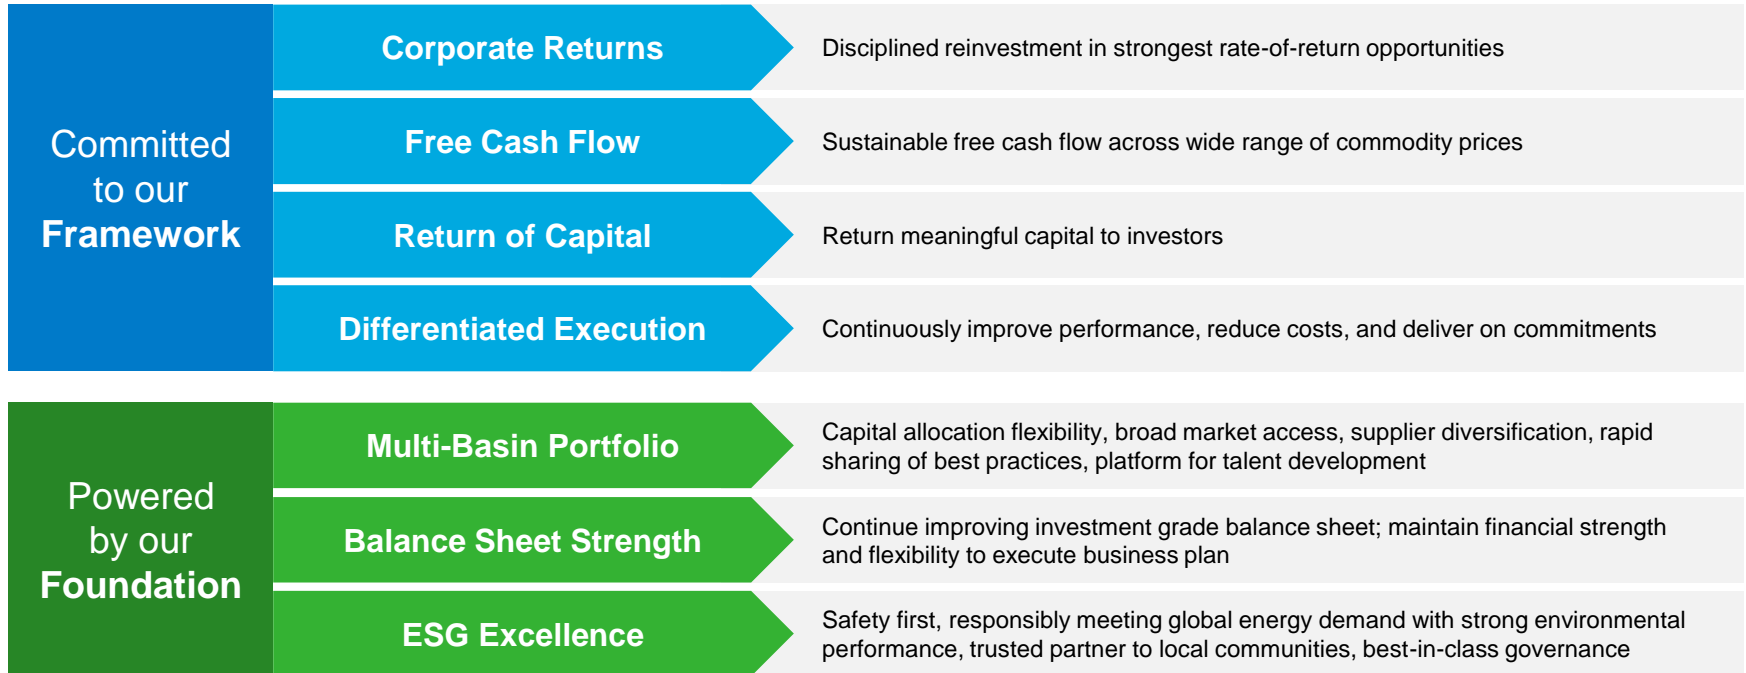 Committed
to our
Framework
Corporate Returns
Disciplined reinvestment in strongest rate-of-return opportunities
Free Cash Flow
Sustainable free cash flow across wide range of commodity prices
Return of Capital
Return meaningful capital to investors
Differentiated Execution
Continuously improve performance, reduce costs, and deliver on commitments
Powered
by our
Foundation
Multi-Basin Portfolio
Capital allocation flexibility, broad market access, supplier diversification, rapid
sharing of best practices, platform for talent development
Balance Sheet Strength
Continue improving investment grade balance sheet; maintain financial strength
and flexibility to execute business plan
ESG Excellence
Safety first, responsibly meeting global energy demand with strong environmental
performance, trusted partner to local communities, best-in-class governance